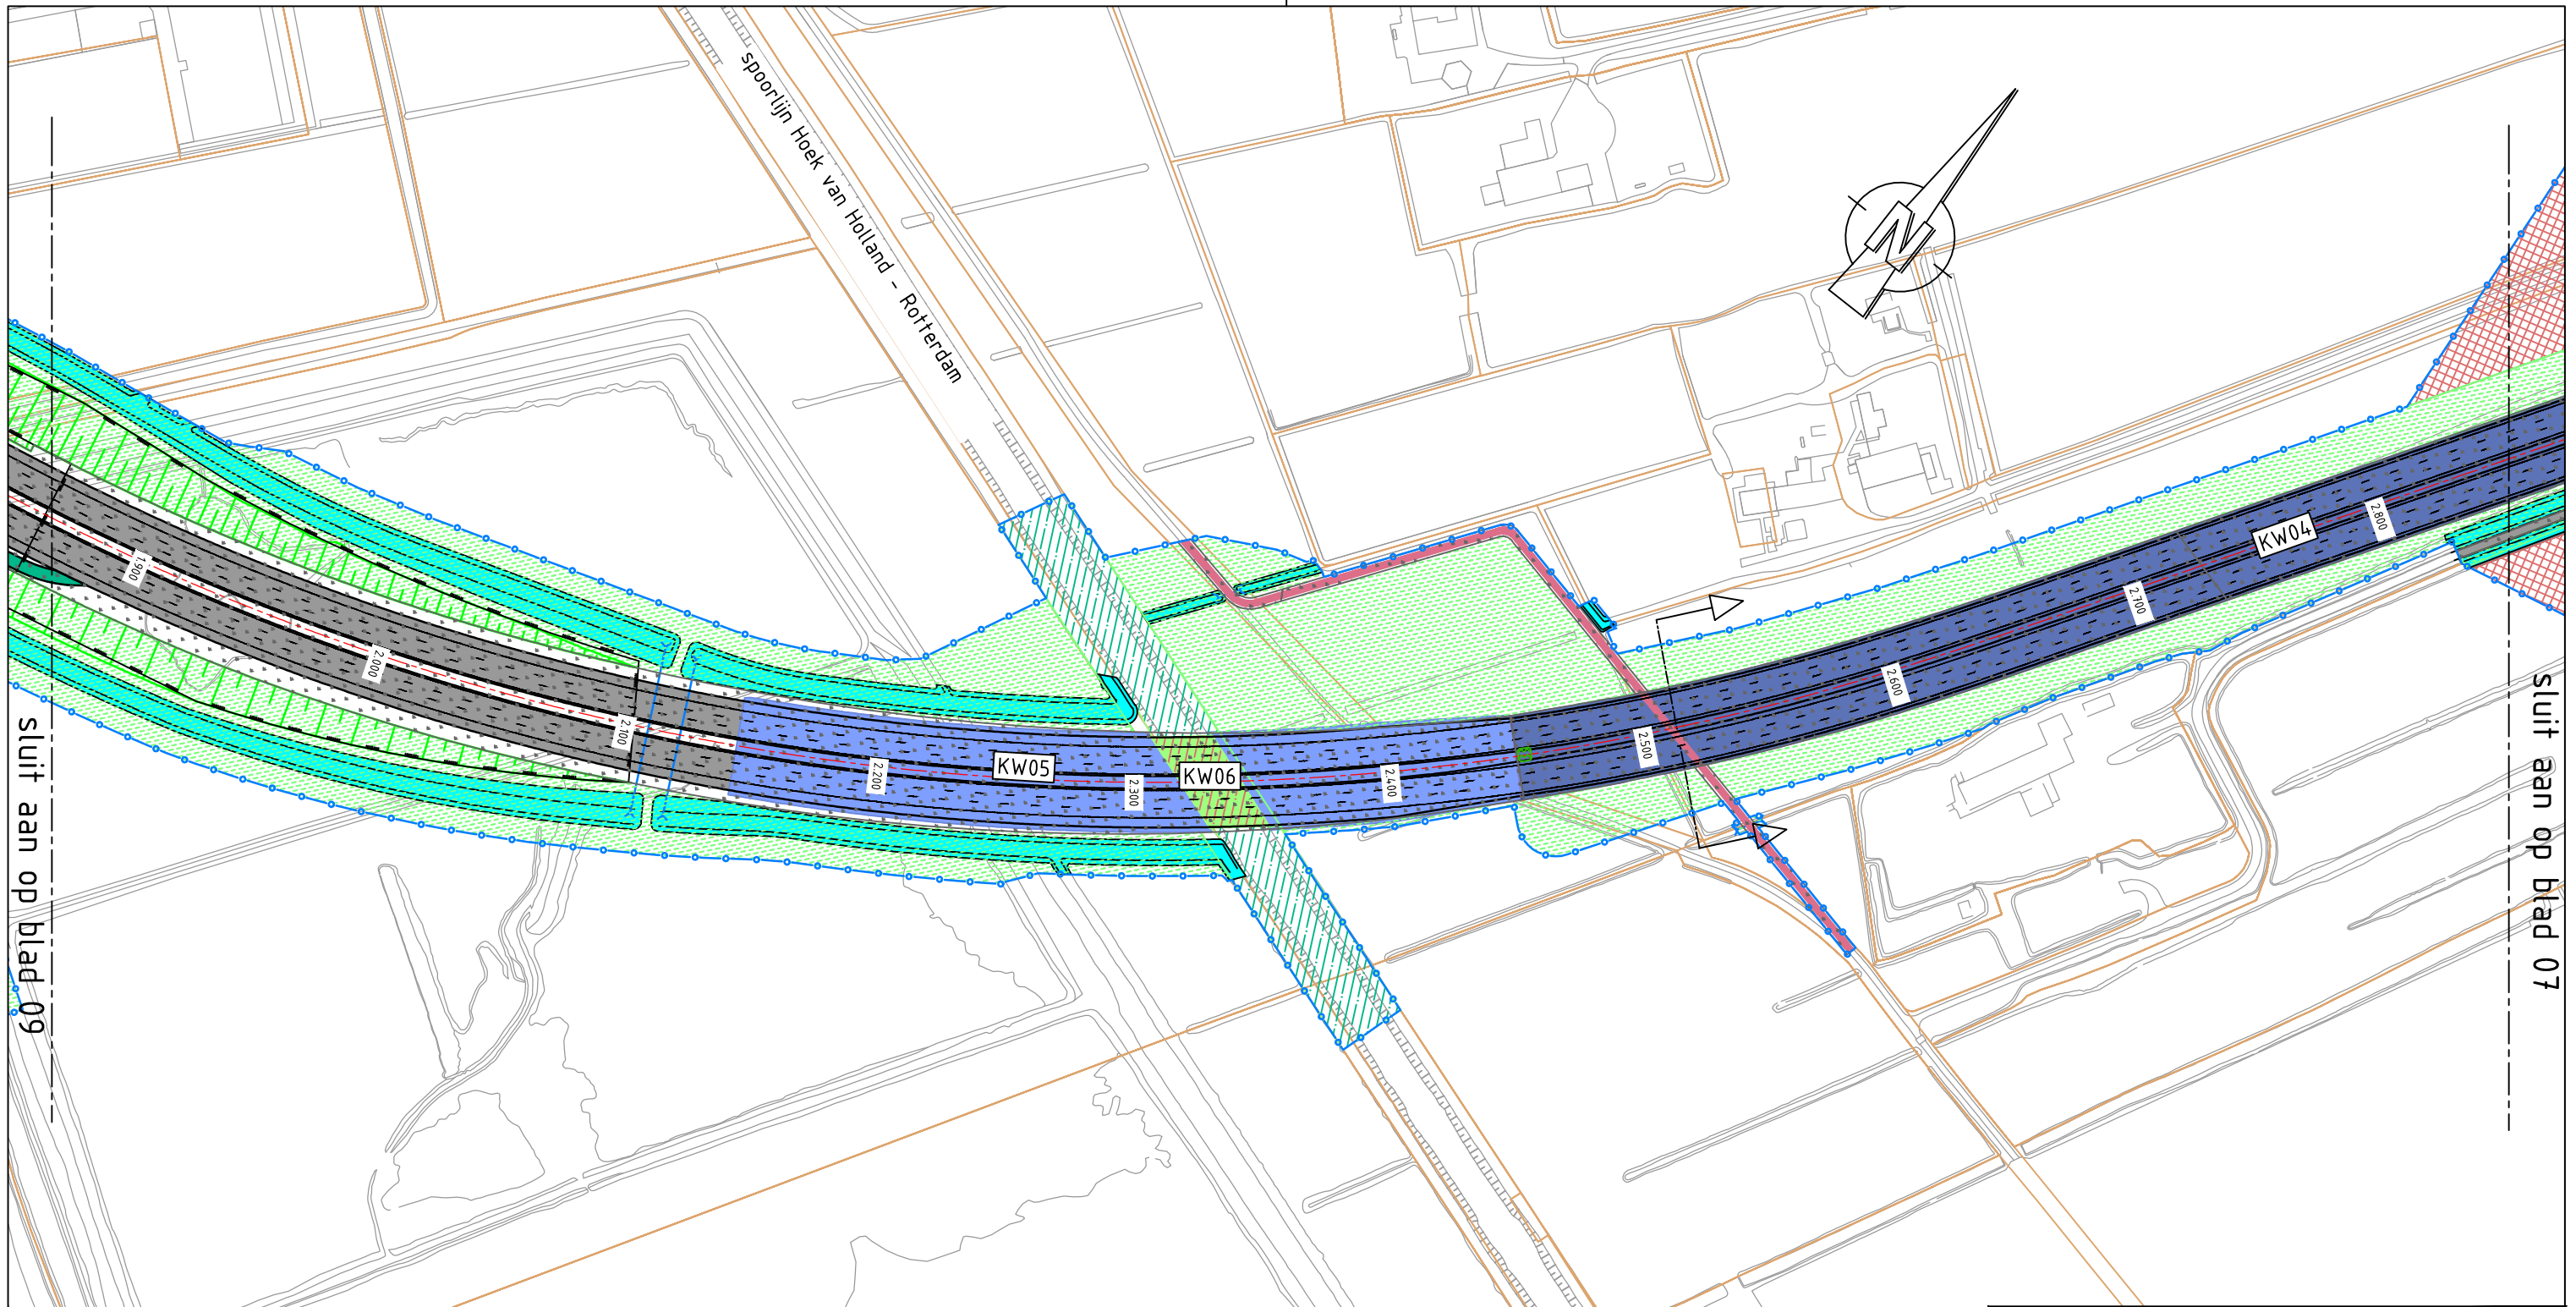 spoorlijn Hoek van Holland - Rotterdam
N
sluit aan op blad 09
1.900
2.000
2.100
2.200
KW05
2.300
KW06
2.400
2.500
2.600
2.700
KW04
2.800
sluit aan op blad 07